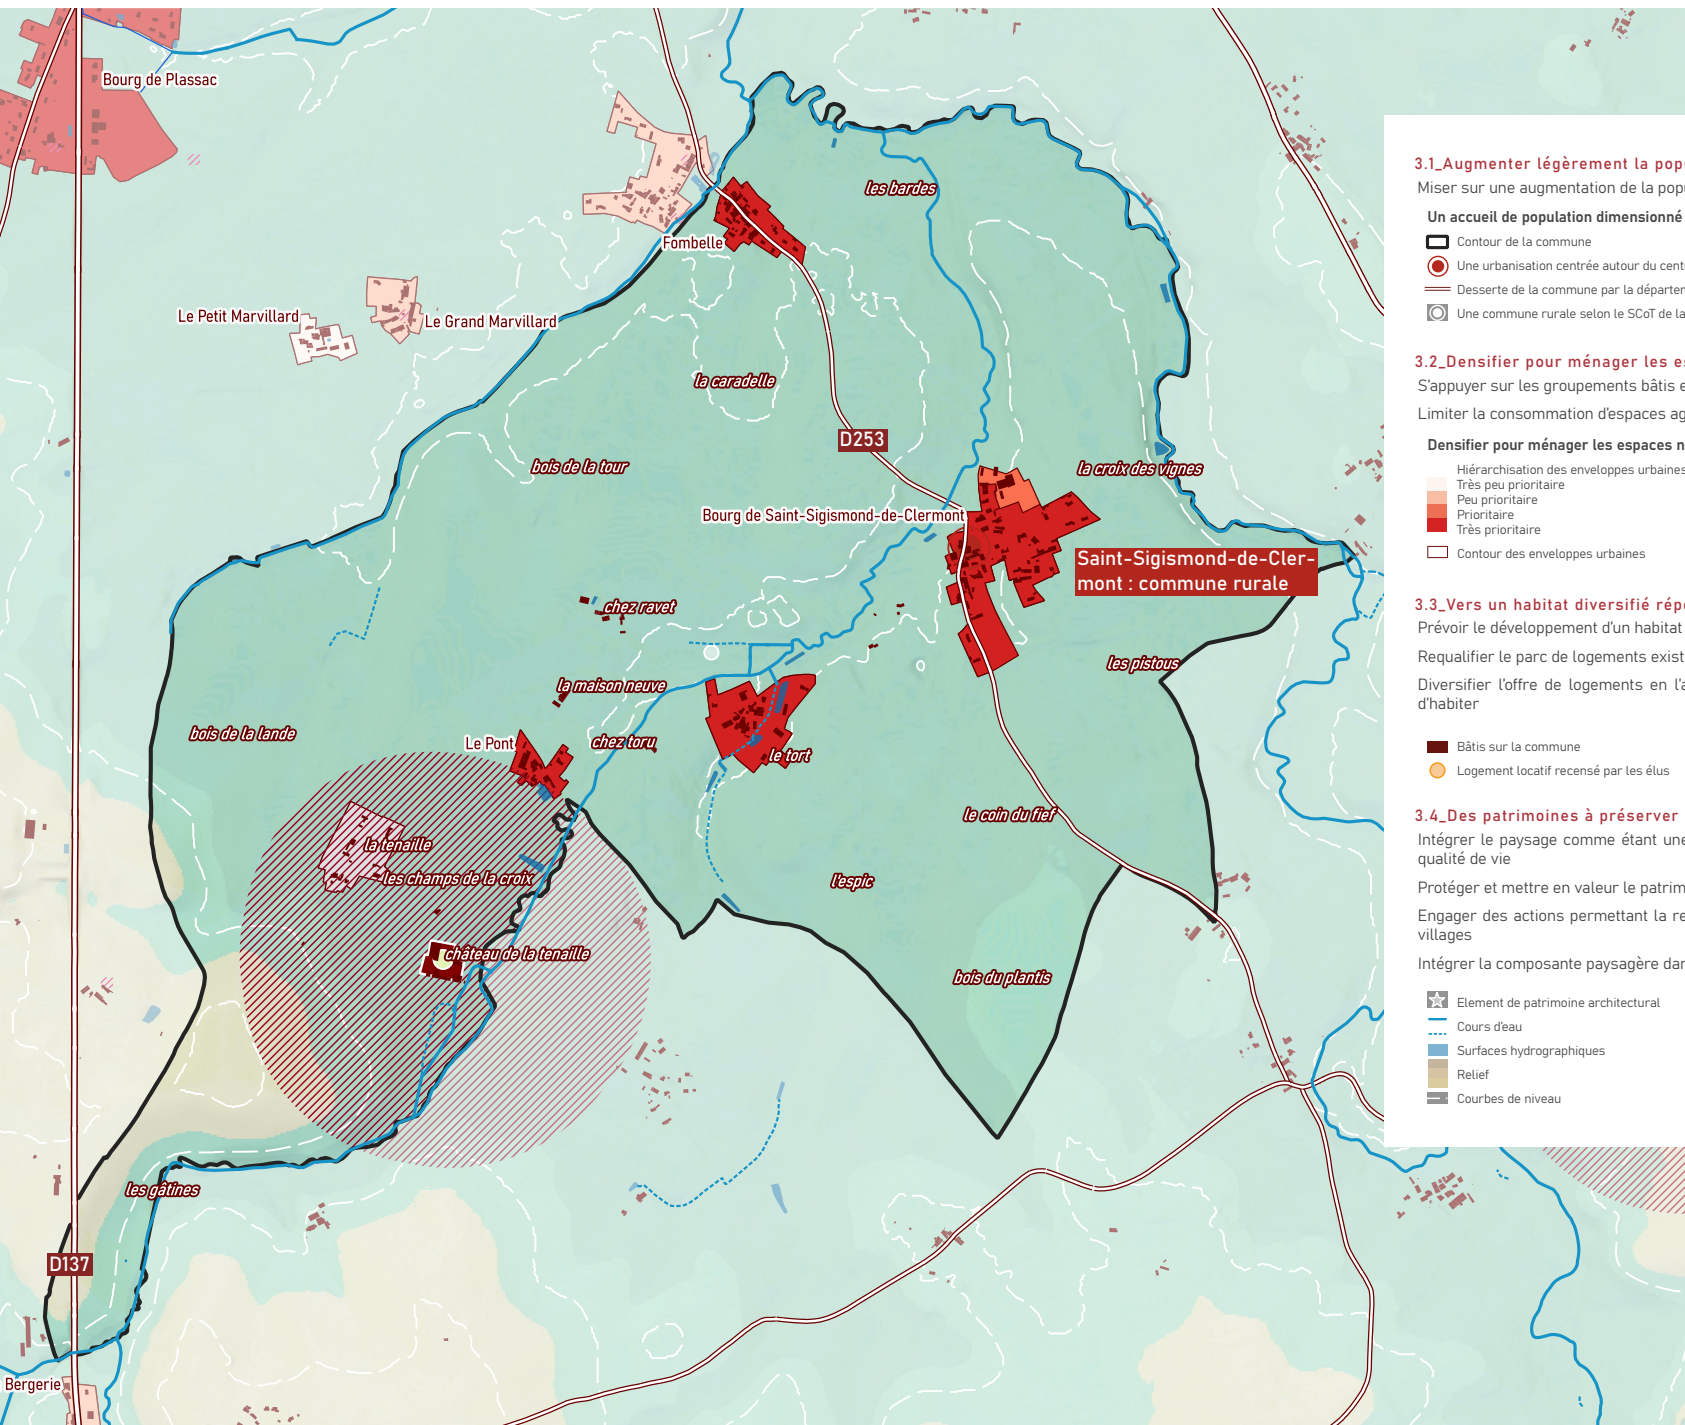 Bourg de Plassac
les bardes
Fombelle
Le Petit Marvillard
Le Grand Marvillard
la caradelle
D253
bois de la tour
la croix des vignes
Bourg de Saint-Sigismond-de-Clermont
Saint-Sigismond-de-Cler-
mont : commune rurale
chez ravet
les pistous
la maison neuve
bois de la lande
Le Pont
chez toru
le tort
le coin du fief
la tenaille
les champs de la croix
l'espic
château de la tenaille
bois du plantis
les gâtines
D137
Bergerie
3.1_Augmenter légèrement la popu
Miser sur une augmentation de la popu
Un accueil de population dimensionné
Contour de la commune
Une urbanisation centrée autour du cent
Desserte de la commune par la départem
Une commune rurale selon le SCoT de la
3.2_Densifier pour ménager les es
S'appuyer sur les groupements bâtis e
Limiter la consommation d'espaces ag
Densifier pour ménager les espaces n
Hiérarchisation des enveloppes urbaines
Très peu prioritaire
Peu prioritaire
Prioritaire
Très prioritaire
Contour des enveloppes urbaines
3.3_Vers un habitat diversifié répo
Prévoir le développement d'un habitat
Requalifier le parc de logements exist
Diversifier l'offre de logements en l'a
d'habiter
Bâtis sur la commune
Logement locatif recensé par les élus
3.4_Des patrimoines à préserver
Intégrer le paysage comme étant une
qualité de vie
Protéger et mettre en valeur le patrim
Engager des actions permettant la re
villages
Intégrer la composante paysagère dan
Element de patrimoine architectural
Cours d'eau
Surfaces hydrographiques
Relief
Courbes de niveau